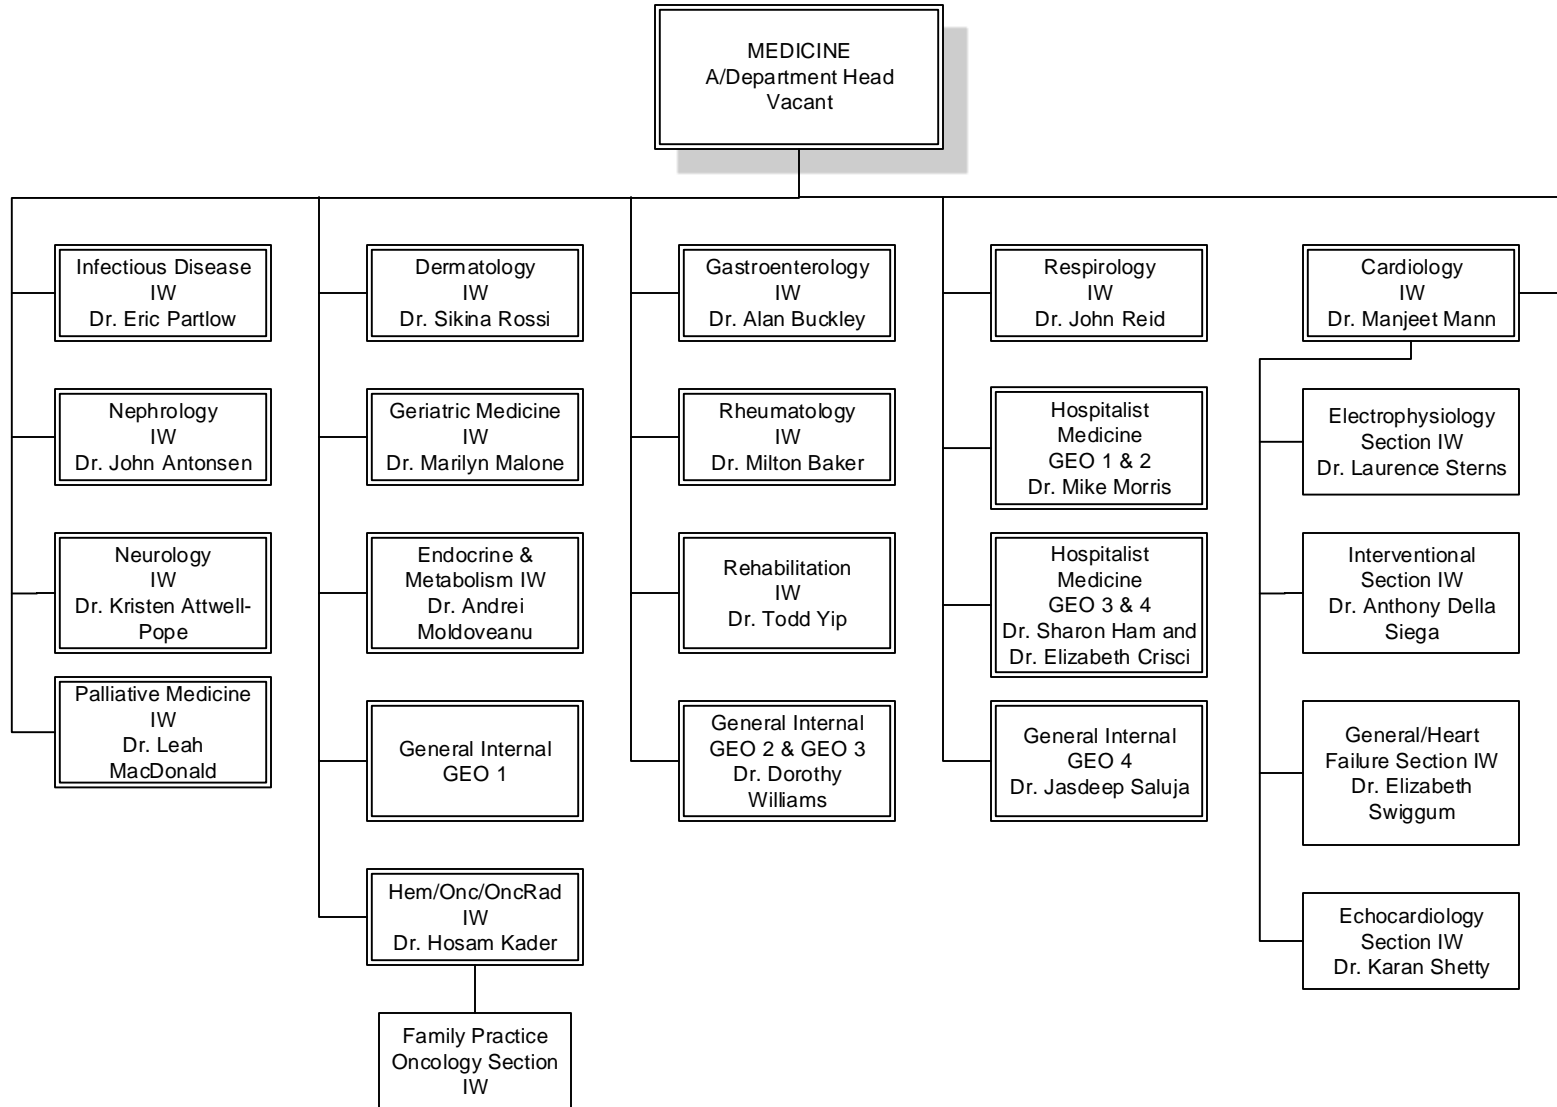 MEDICINE
A/Department Head
Vacant
Infectious Disease
IW
Dr. Eric Partlow
Nephrology
IW
Dr. John Antonsen
Neurology
IW
Dr. Kristen Attwell-
Pope
Palliative Medicine
IW
Dr. Leah
MacDonald
Dermatology
IW
Dr. Sikina Rossi
Geriatric Medicine
IW
Dr. Marilyn Malone
Endocrine &
Metabolism IW
Dr. Andrei
Moldoveanu
General Internal
GEO 1
Hem/Onc/OncRad
IW
Dr. Hosam Kader
Family Practice
Oncology Section
IW
Gastroenterology
IW
Dr. Alan Buckley
Rheumatology
IW
Dr. Milton Baker
Rehabilitation
IW
Dr. Todd Yip
General Internal
GEO 2 & GEO 3
Dr. Dorothy
Williams
Respirology
IW
Dr. John Reid
Hospitalist
Medicine
GEO 1 & 2
Dr. Mike Morris
Hospitalist
Medicine
GEO 3 & 4
Dr. Sharon Ham and
Dr. Elizabeth Crisci
General Internal
GEO 4
Dr. Jasdeep Saluja
Cardiology
IW
Dr. Manjeet Mann
Electrophysiology
Section IW
Dr. Laurence Sterns
Interventional
Section IW
Dr. Anthony Della
Siega
General/Heart
Failure Section IW
Dr. Elizabeth
Swiggum
Echocardiology
Section IW
Dr. Karan Shetty